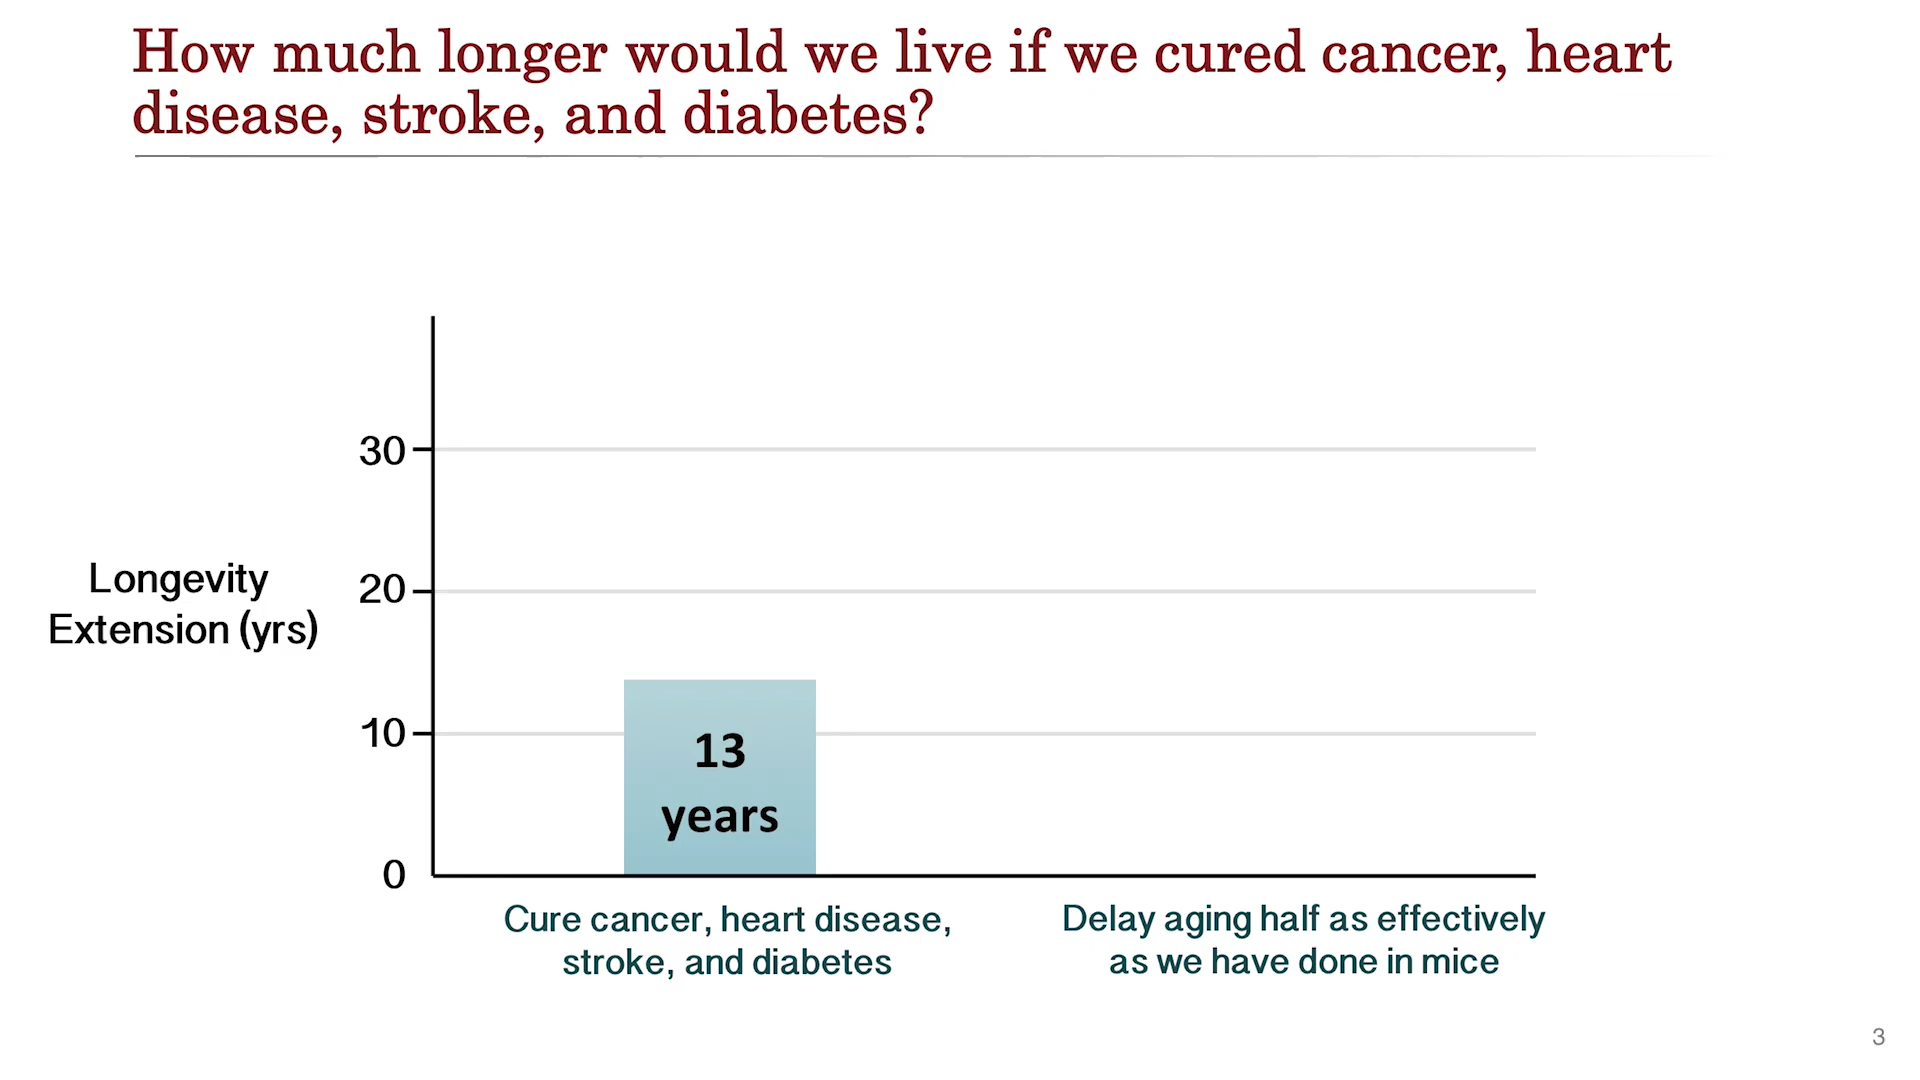 How much longer would we live if we cured cancer, heart
disease, stroke, and diabetes?
30
Longevity
Extension (yrs)
20
10
13
years
0
Cure cancer, heart disease,
stroke, and diabetes
Delay aging half as effectively
as we have done in mice
3